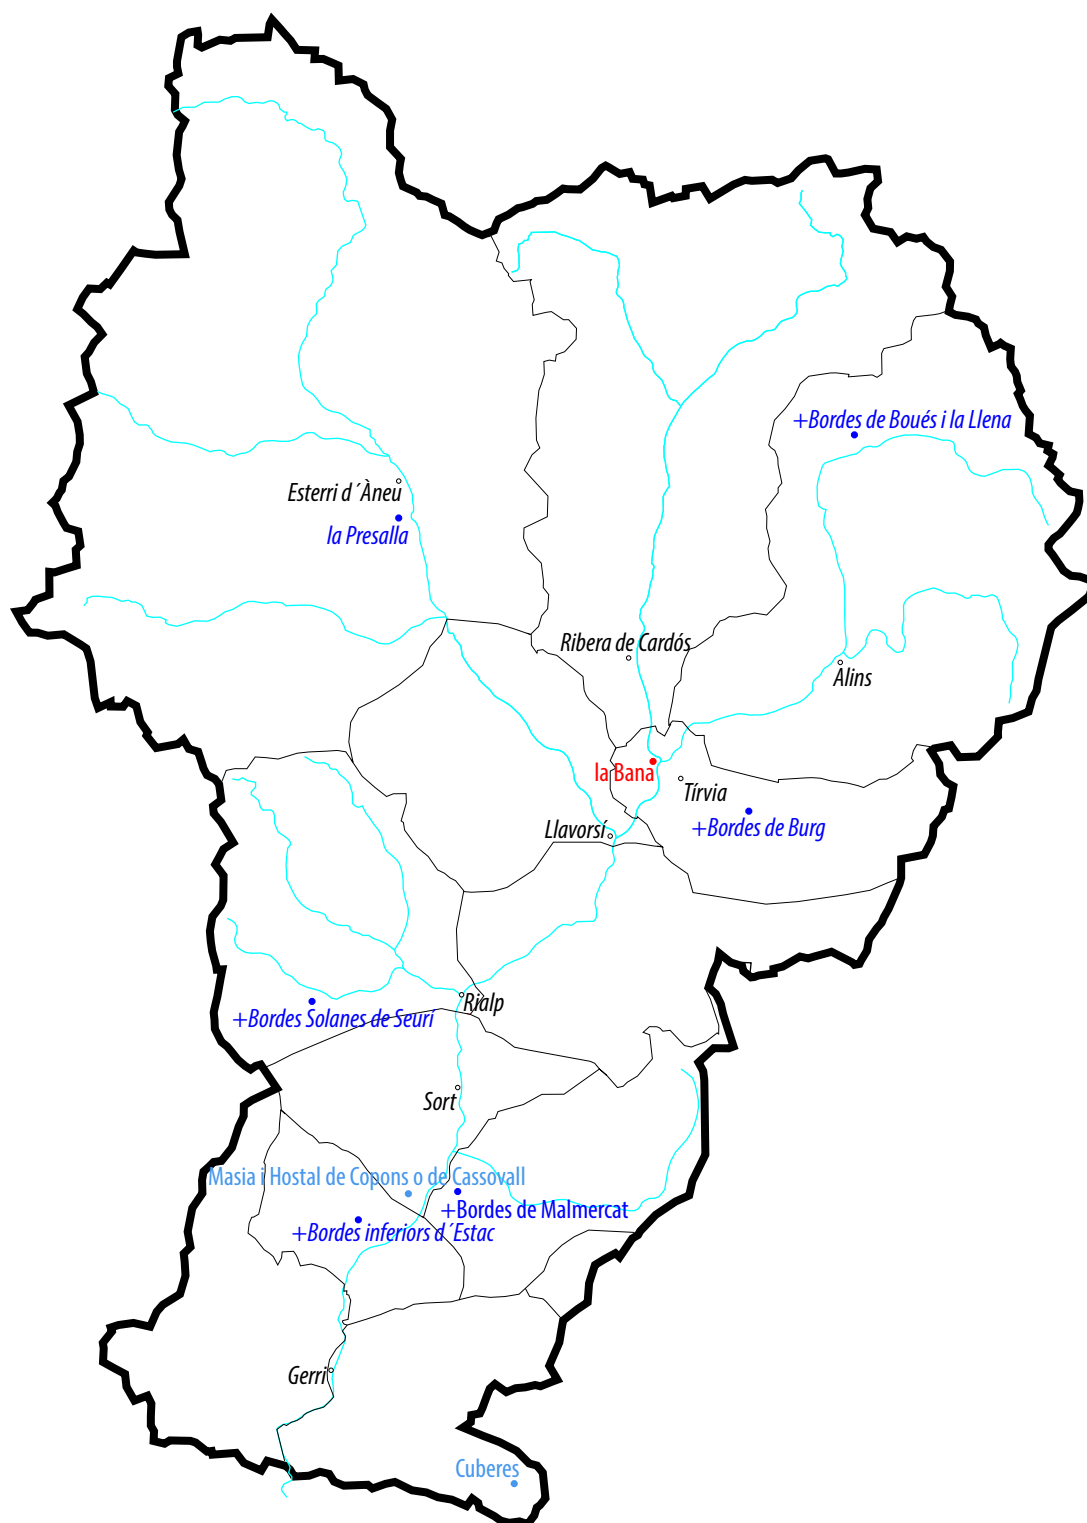 +Bordes de Boués i la Llena
Esterri d´Àneu
la Presalla
Ribera de Cardós
Àlins
la Bana
Tírvia
Llavorsí
+Bordes de Burg
Rialp
+Bordes Solanes de Seurí
Sort
Masia i Hostal de Copons o de Cassovall
+Bordes de Malmercat
+Bordes inferiors d´Estac
Gerri
Cuberes